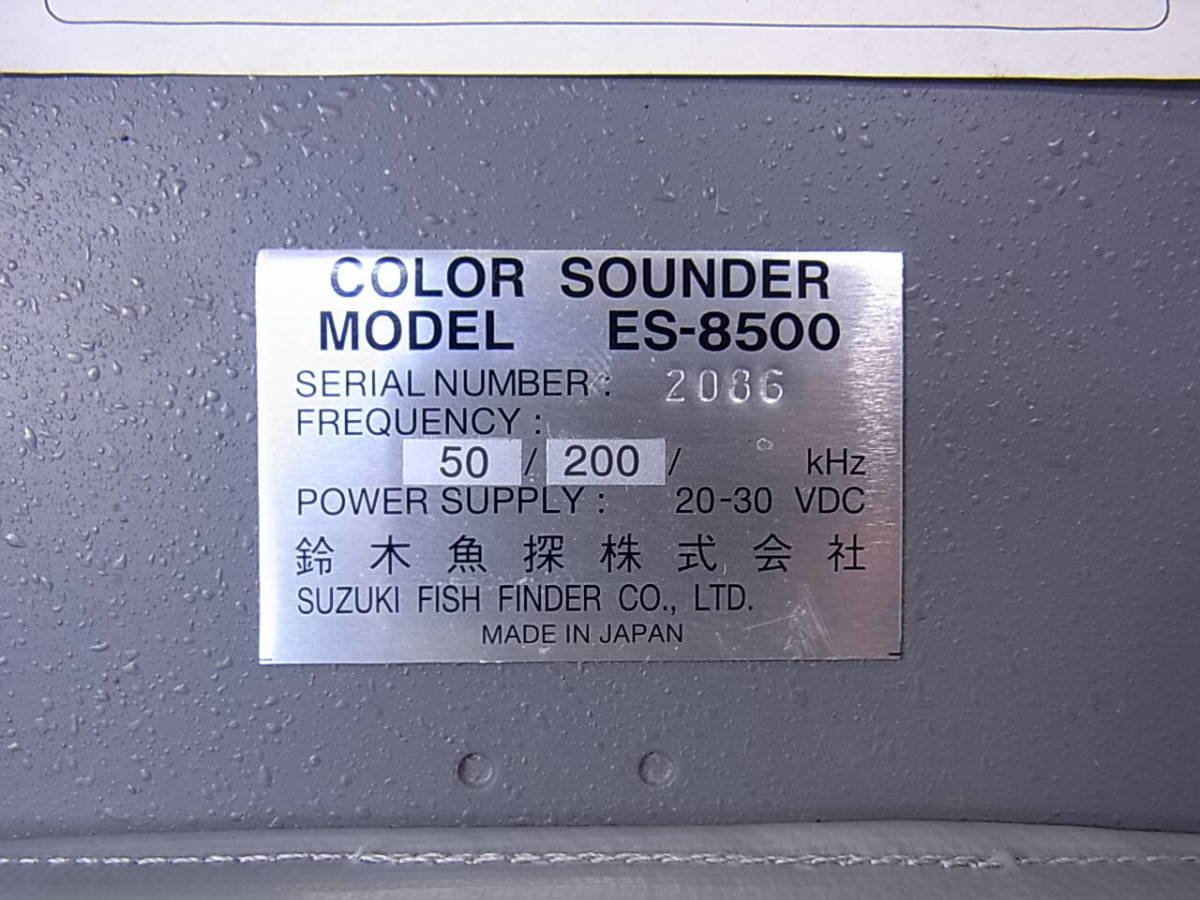 COLOR SOUNDER
MODEL ES-8500
SERIAL NUMBER : 2086
FREQUENCY :
50 / 200 / kHz
POWER SUPPLY : 20-30 VDC
鈴木魚探株式会社
SUZUKI FISH FINDER CO., LTD.
MADE IN JAPAN